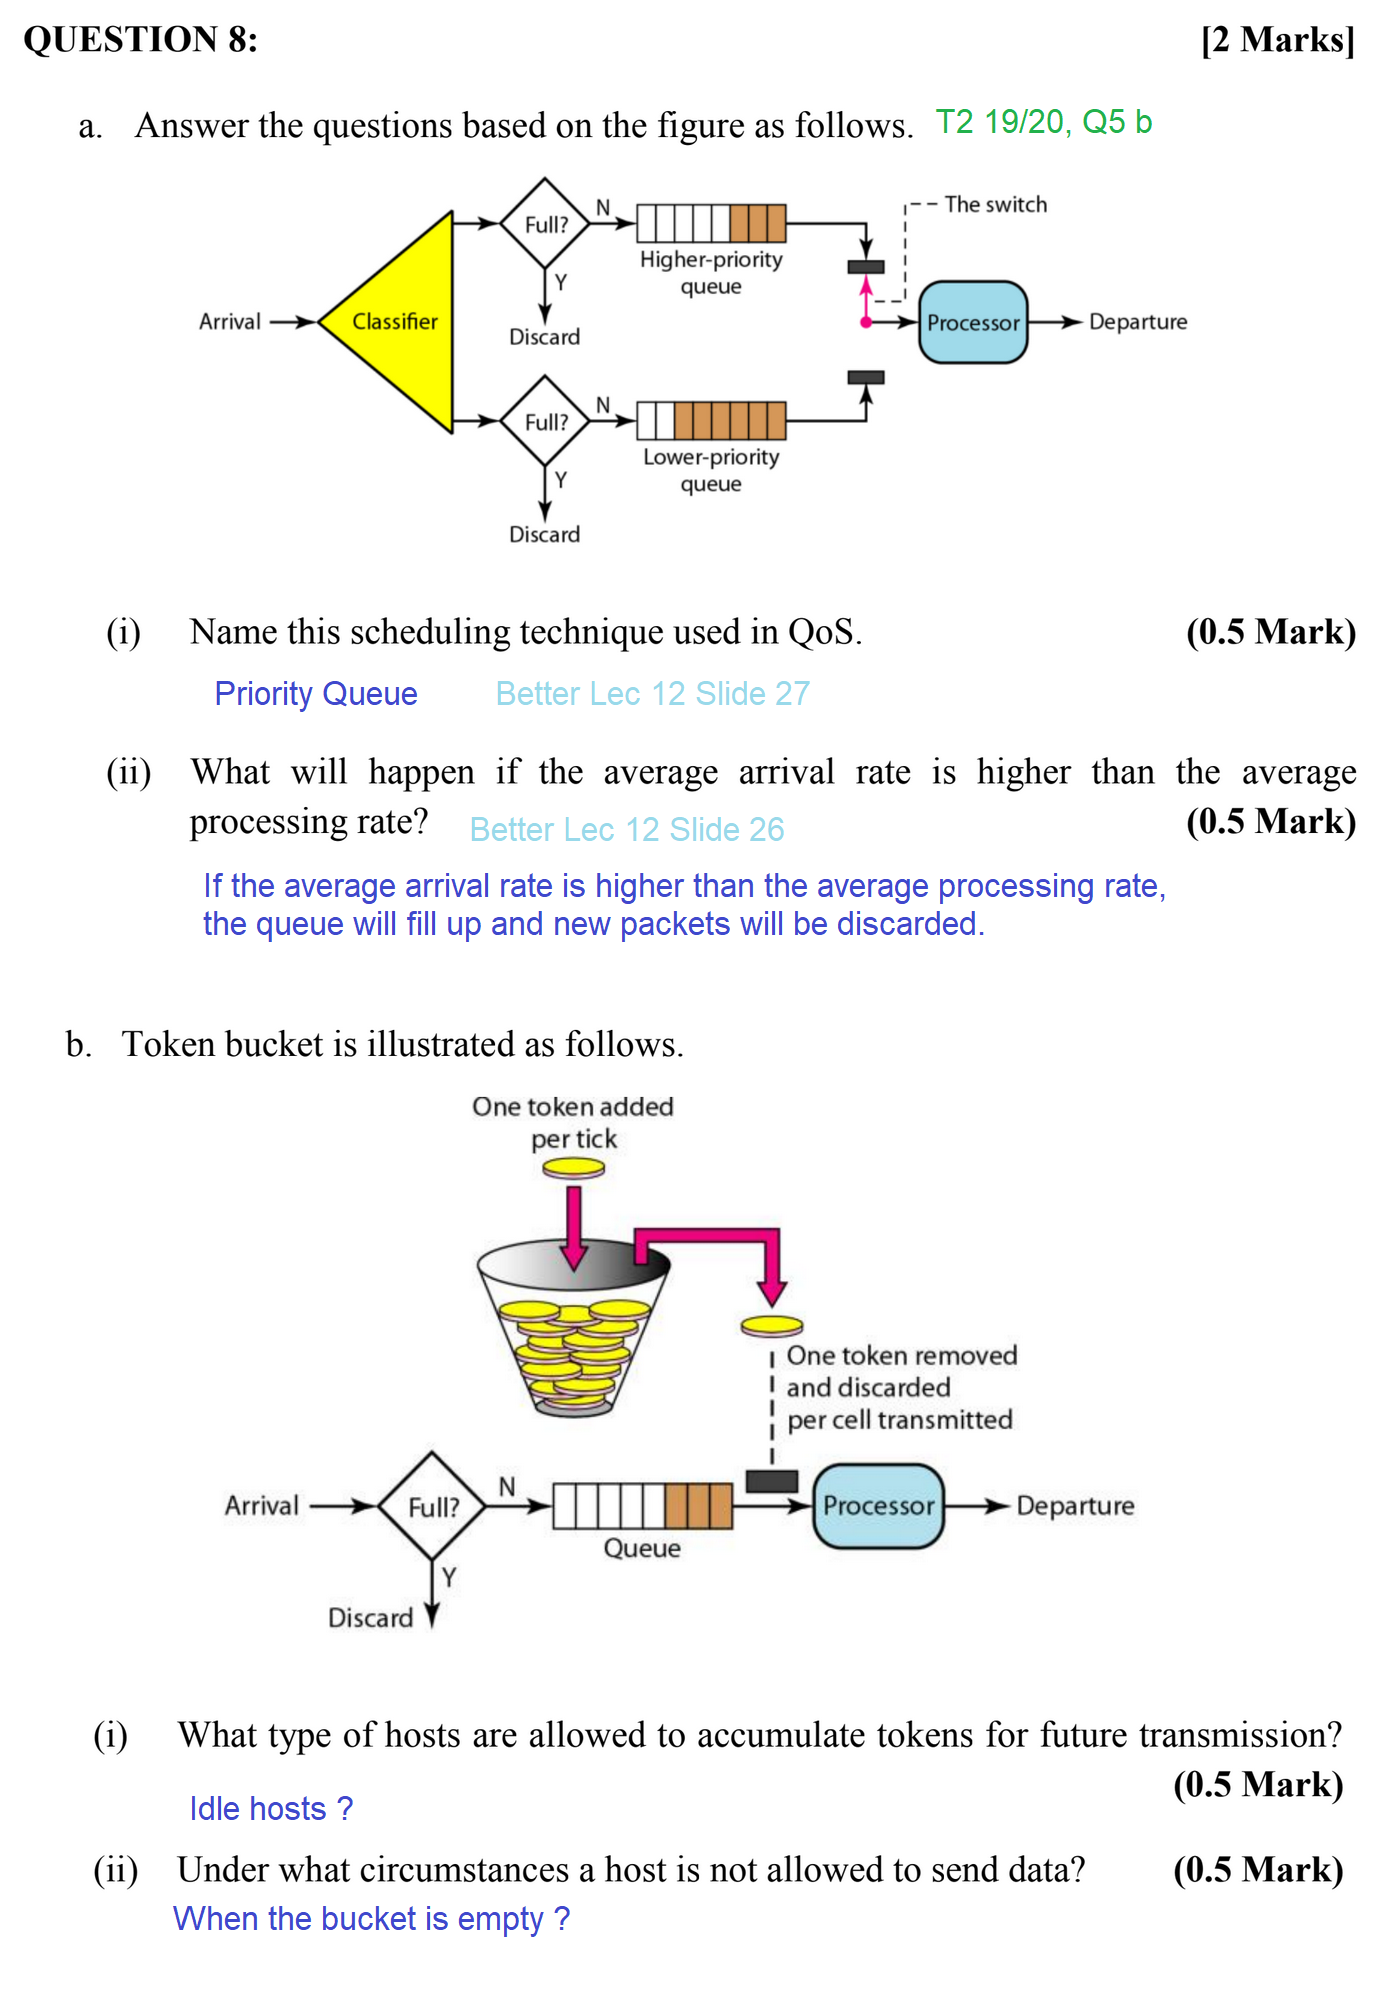 QUESTION 8: [2 Marks]
a. Answer the questions based on the figure as follows. T2 19/20, Q5 b
The switch
Full?
N
Higher-priority
queue
Y
Discard
Arrival
Classifier
Processor
Departure
Full?
N
Lower-priority
queue
Y
Discard
(i) Name this scheduling technique used in QoS. (0.5 Mark)
Priority Queue Better Lec 12 Slide 27
(ii) What will happen if the average arrival rate is higher than the average
processing rate? Better Lec 12 Slide 26 (0.5 Mark)
If the average arrival rate is higher than the average processing rate,
the queue will fill up and new packets will be discarded.
b. Token bucket is illustrated as follows.
One token added
per tick
One token removed
and discarded
per cell transmitted
Arrival
Full?
N
Queue
Processor
Departure
Y
Discard
(i) What type of hosts are allowed to accumulate tokens for future transmission?
(0.5 Mark)
Idle hosts ?
(ii) Under what circumstances a host is not allowed to send data? (0.5 Mark)
When the bucket is empty ?